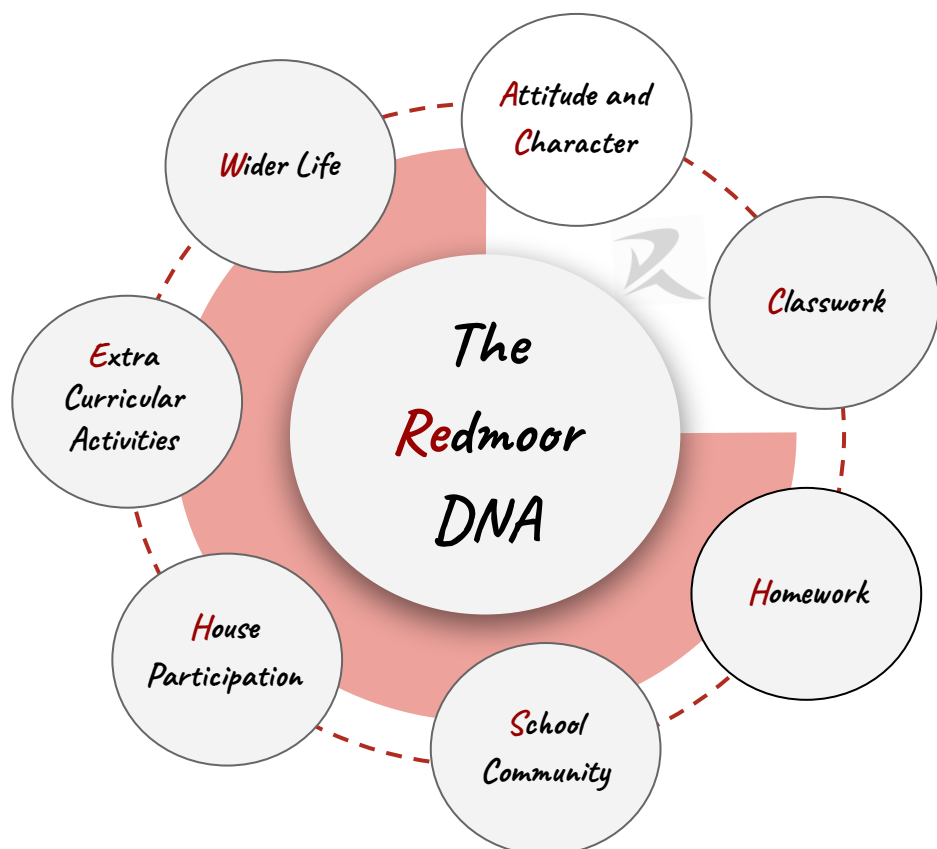 The
Redmoor
DNA
Attitude and
Character
Classwork
Homework
School
Community
House
Participation
Extra
Curricular
Activities
Wider Life